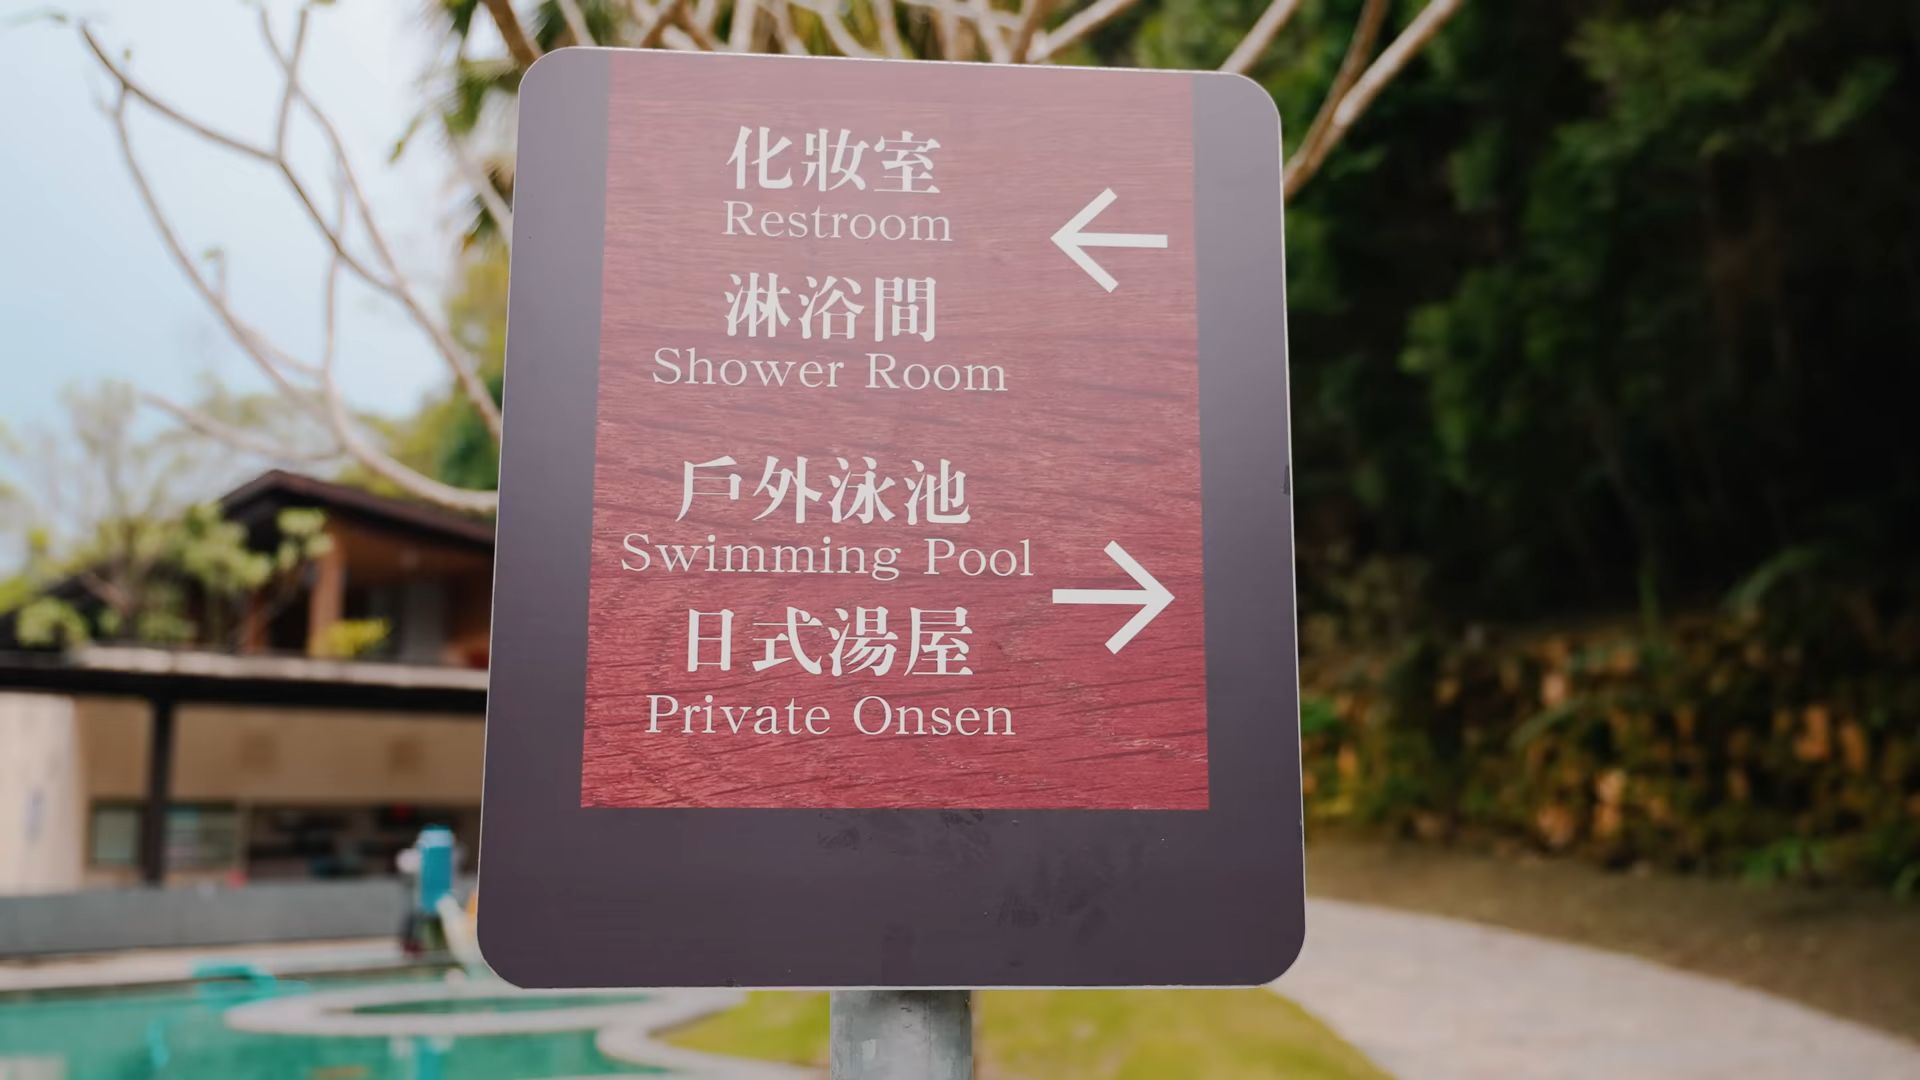 化妝室
Restroom
淋浴間
Shower Room
戶外泳池
Swimming Pool
日式湯屋
Private Onsen